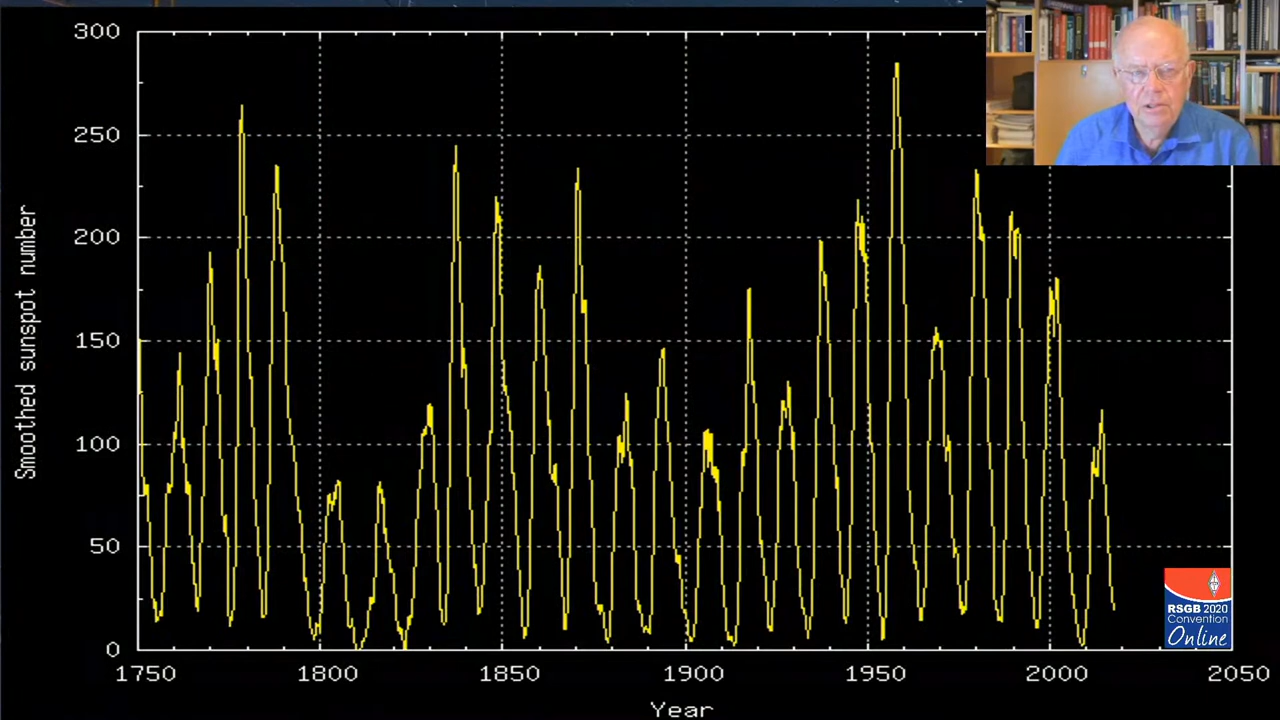 300
250
200
150
100
50
0
Smoothed sunspot number
1750 1800 1850 1900 1950 2000 2050
Year
RSGB 2020
Convention
Online